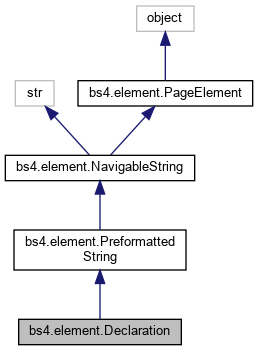 object
str
bs4.element.PageElement
bs4.element.NavigableString
bs4.element.Preformatted
String
bs4.element.Declaration